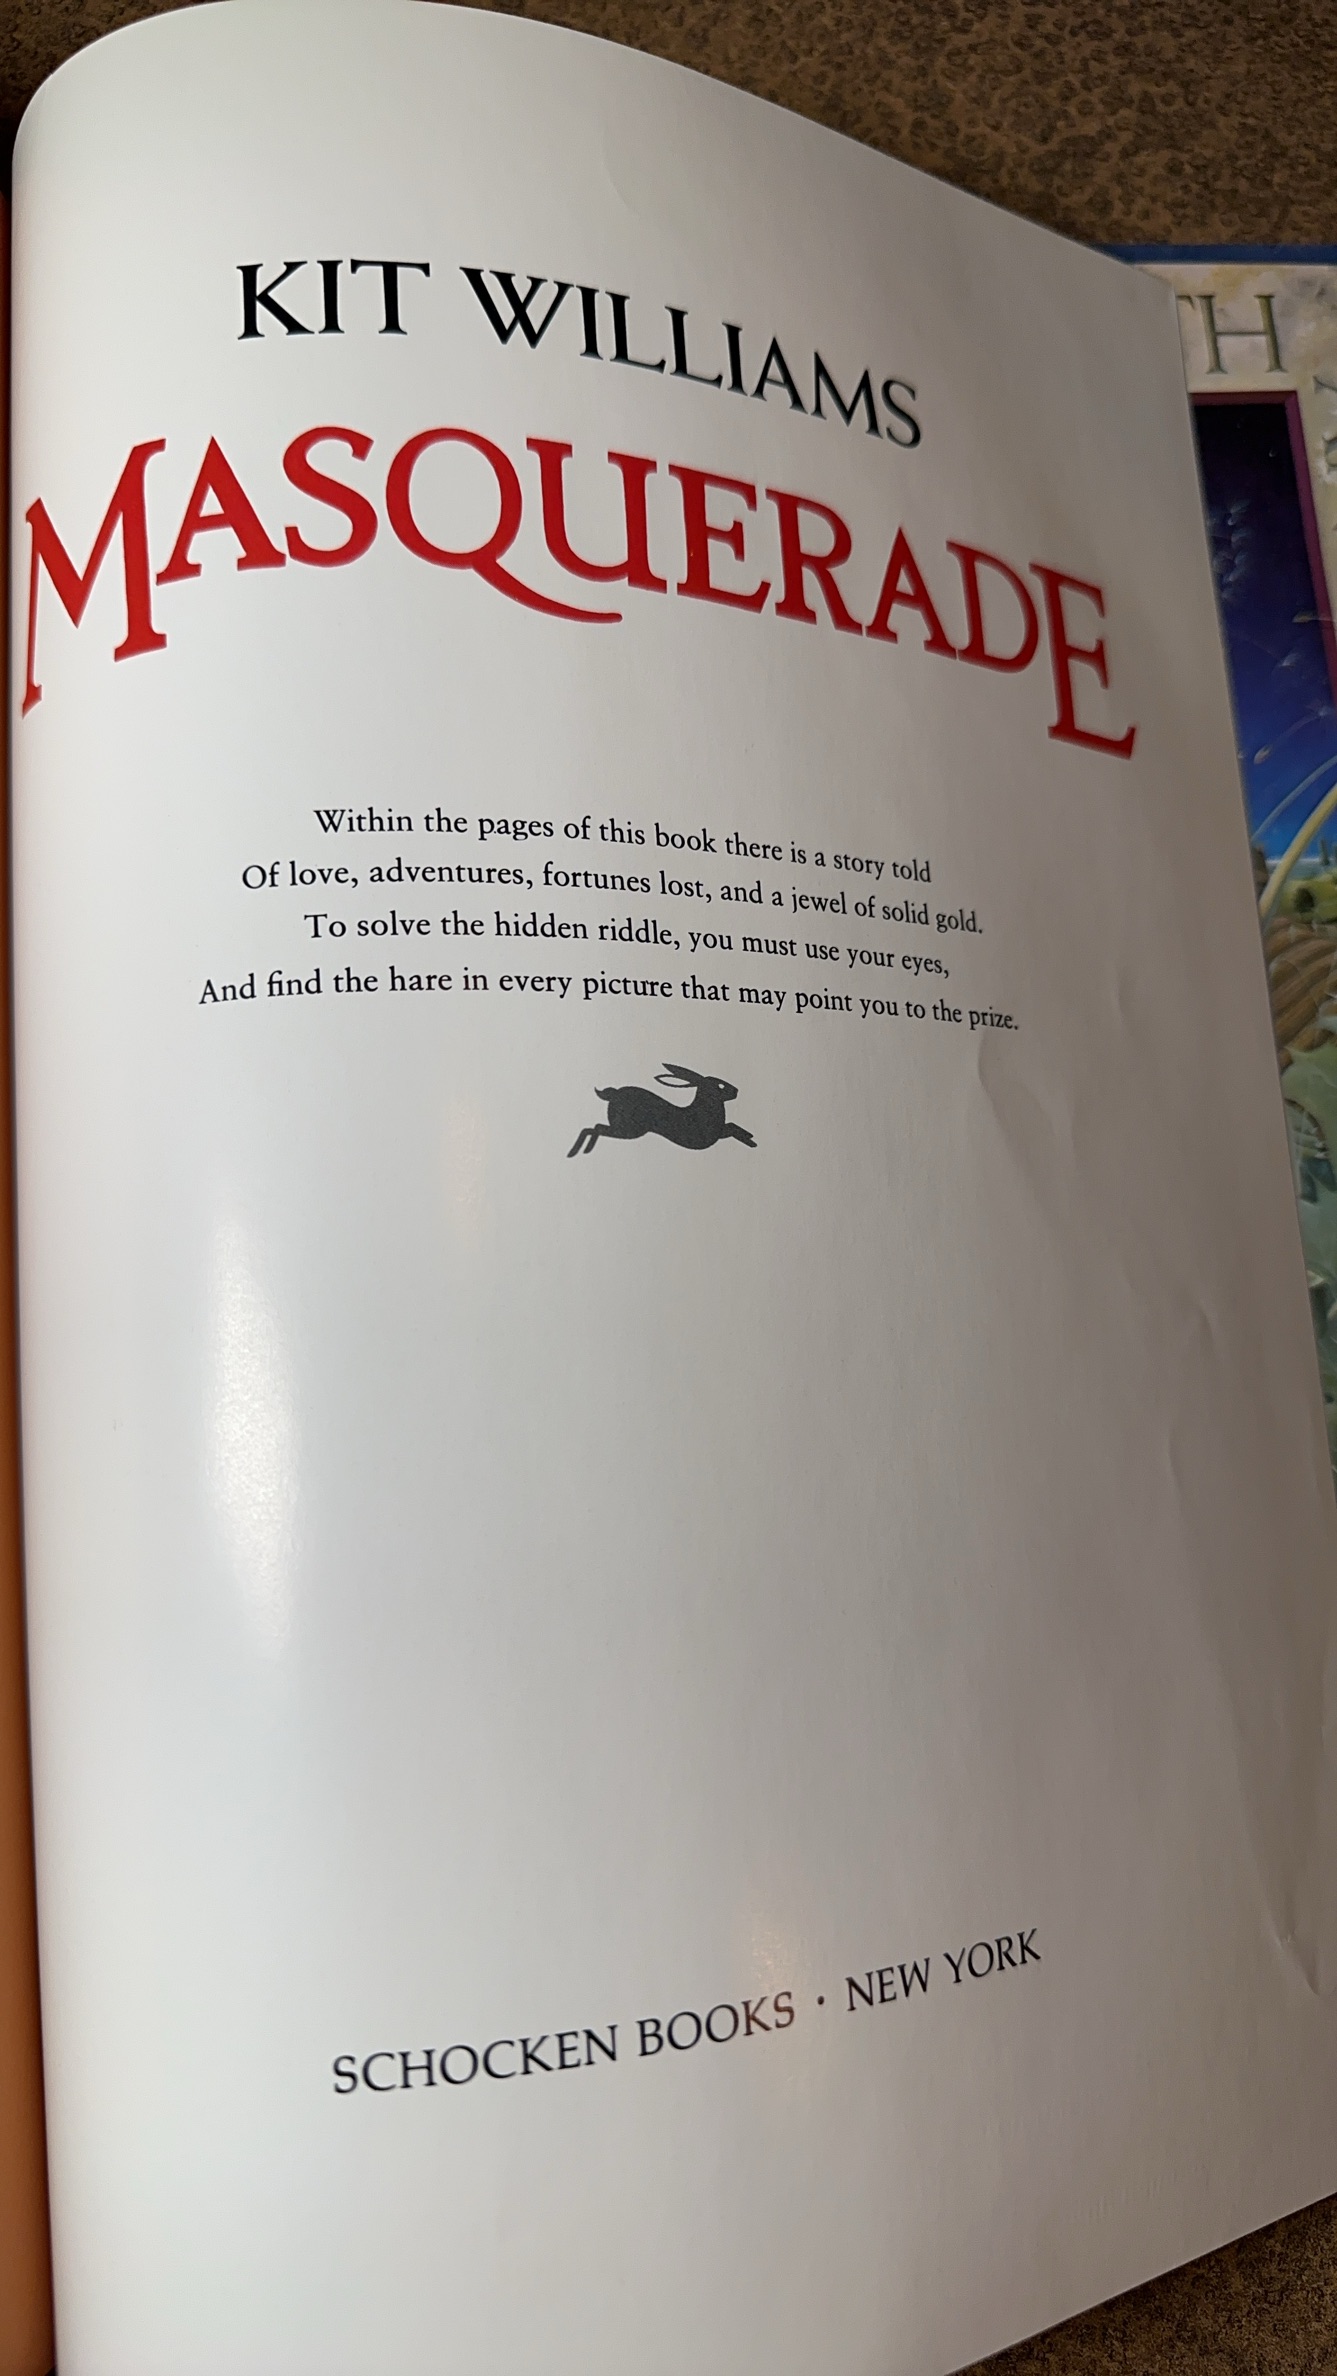 KIT WILLIAMS
MASQUERADE
Within the pages of this book there is a story told
Of love, adventures, fortunes lost, and a jewel of solid gold.
To solve the hidden riddle, you must use your eyes,
And find the hare in every picture that may point you to the prize.
SCHOCKEN BOOKS · NEW YORK
TH